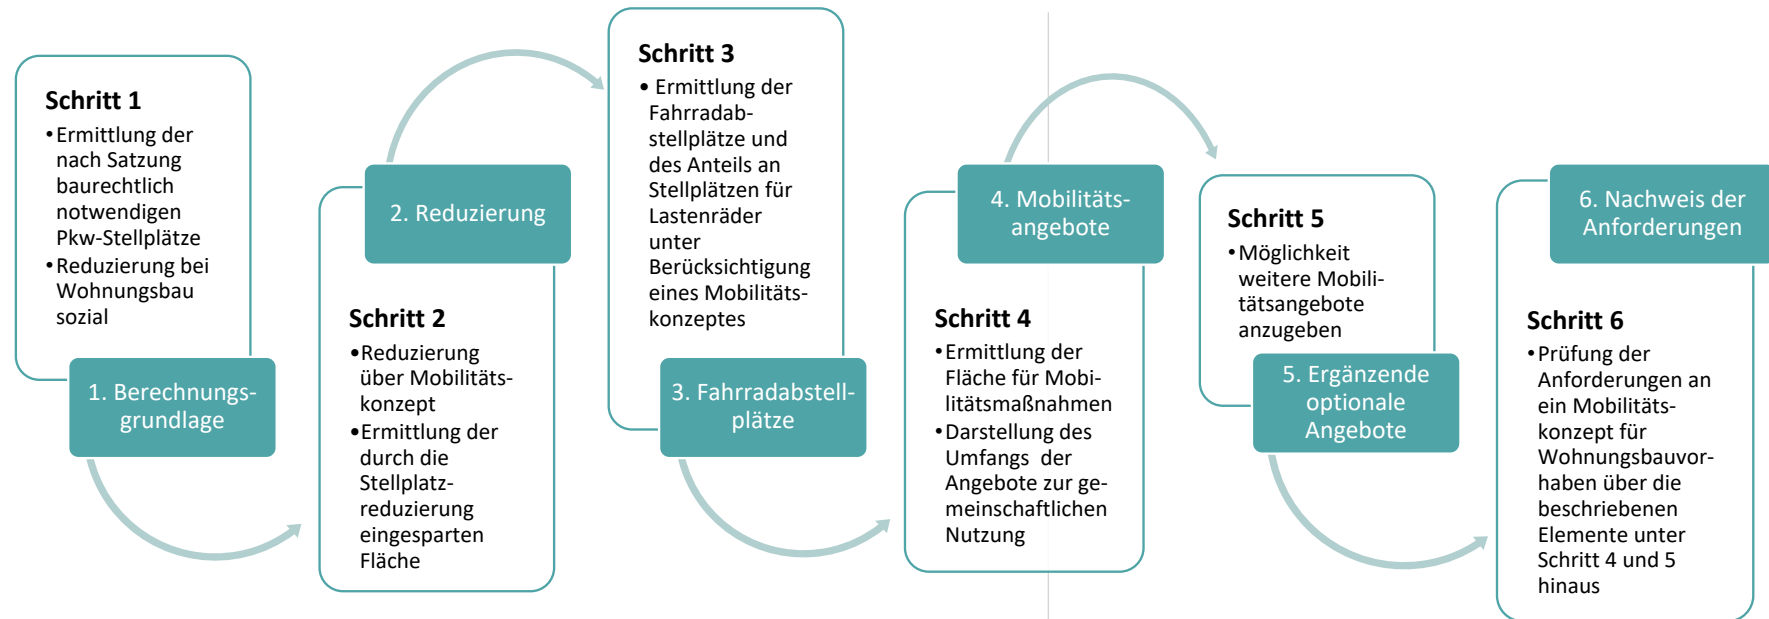 Schritt 1
•Ermittlung der
nach Satzung
baurechtlich
notwendigen
Pkw-Stellplätze
•Reduzierung bei
Wohnungsbau
sozial
1. Berechnungs-
grundlage
2. Reduzierung
Schritt 2
•Reduzierung
über Mobilitäts-
konzept
•Ermittlung der
durch die
Stellplatz-
reduzierung
eingesparten
Fläche
Schritt 3
• Ermittlung der
Fahrradab-
stellplätze und
des Anteils an
Stellplätzen für
Lastenräder
unter
Berücksichtigung
eines Mobilitäts-
konzeptes
3. Fahrradabstell-
plätze
4. Mobilitäts-
angebote
Schritt 4
•Ermittlung der
Fläche für Mobi-
litätsmaßnahmen
•Darstellung des
Umfangs der
Angebote zur ge-
meinschaftlichen
Nutzung
Schritt 5
•Möglichkeit
weitere Mobili-
tätsangebote
anzugeben
5. Ergänzende
optionale
Angebote
6. Nachweis der
Anforderungen
Schritt 6
•Prüfung der
Anforderungen an
ein Mobilitäts-
konzept für
Wohnungsbauvor-
haben über die
beschriebenen
Elemente unter
Schritt 4 und 5
hinaus